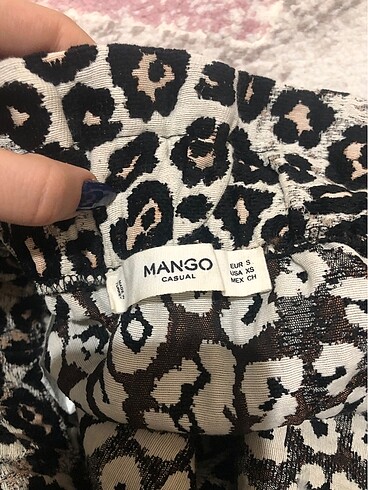 MANGO
CASUAL
EUR S
USA XS
MEX CH